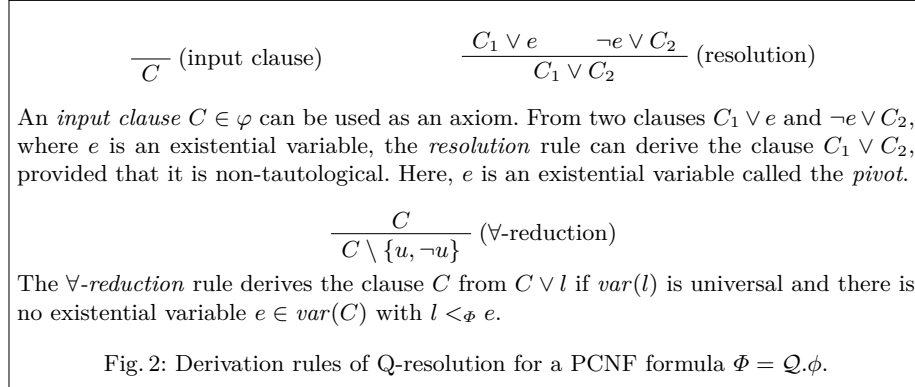 C (input clause)
C₁ ∨ e ¬e ∨ C₂
C₁ ∨ C₂ (resolution)
An input clause C ∈ φ can be used as an axiom. From two clauses C₁ ∨ e and ¬e ∨ C₂,
where e is an existential variable, the resolution rule can derive the clause C₁ ∨ C₂,
provided that it is non-tautological. Here, e is an existential variable called the pivot.
C
C \ {u, ¬u} (∀-reduction)
The ∀-reduction rule derives the clause C from C ∨ l if var(l) is universal and there is
no existential variable e ∈ var(C) with l <_Φ e.
Fig. 2: Derivation rules of Q-resolution for a PCNF formula Φ = 𝒬.ϕ.